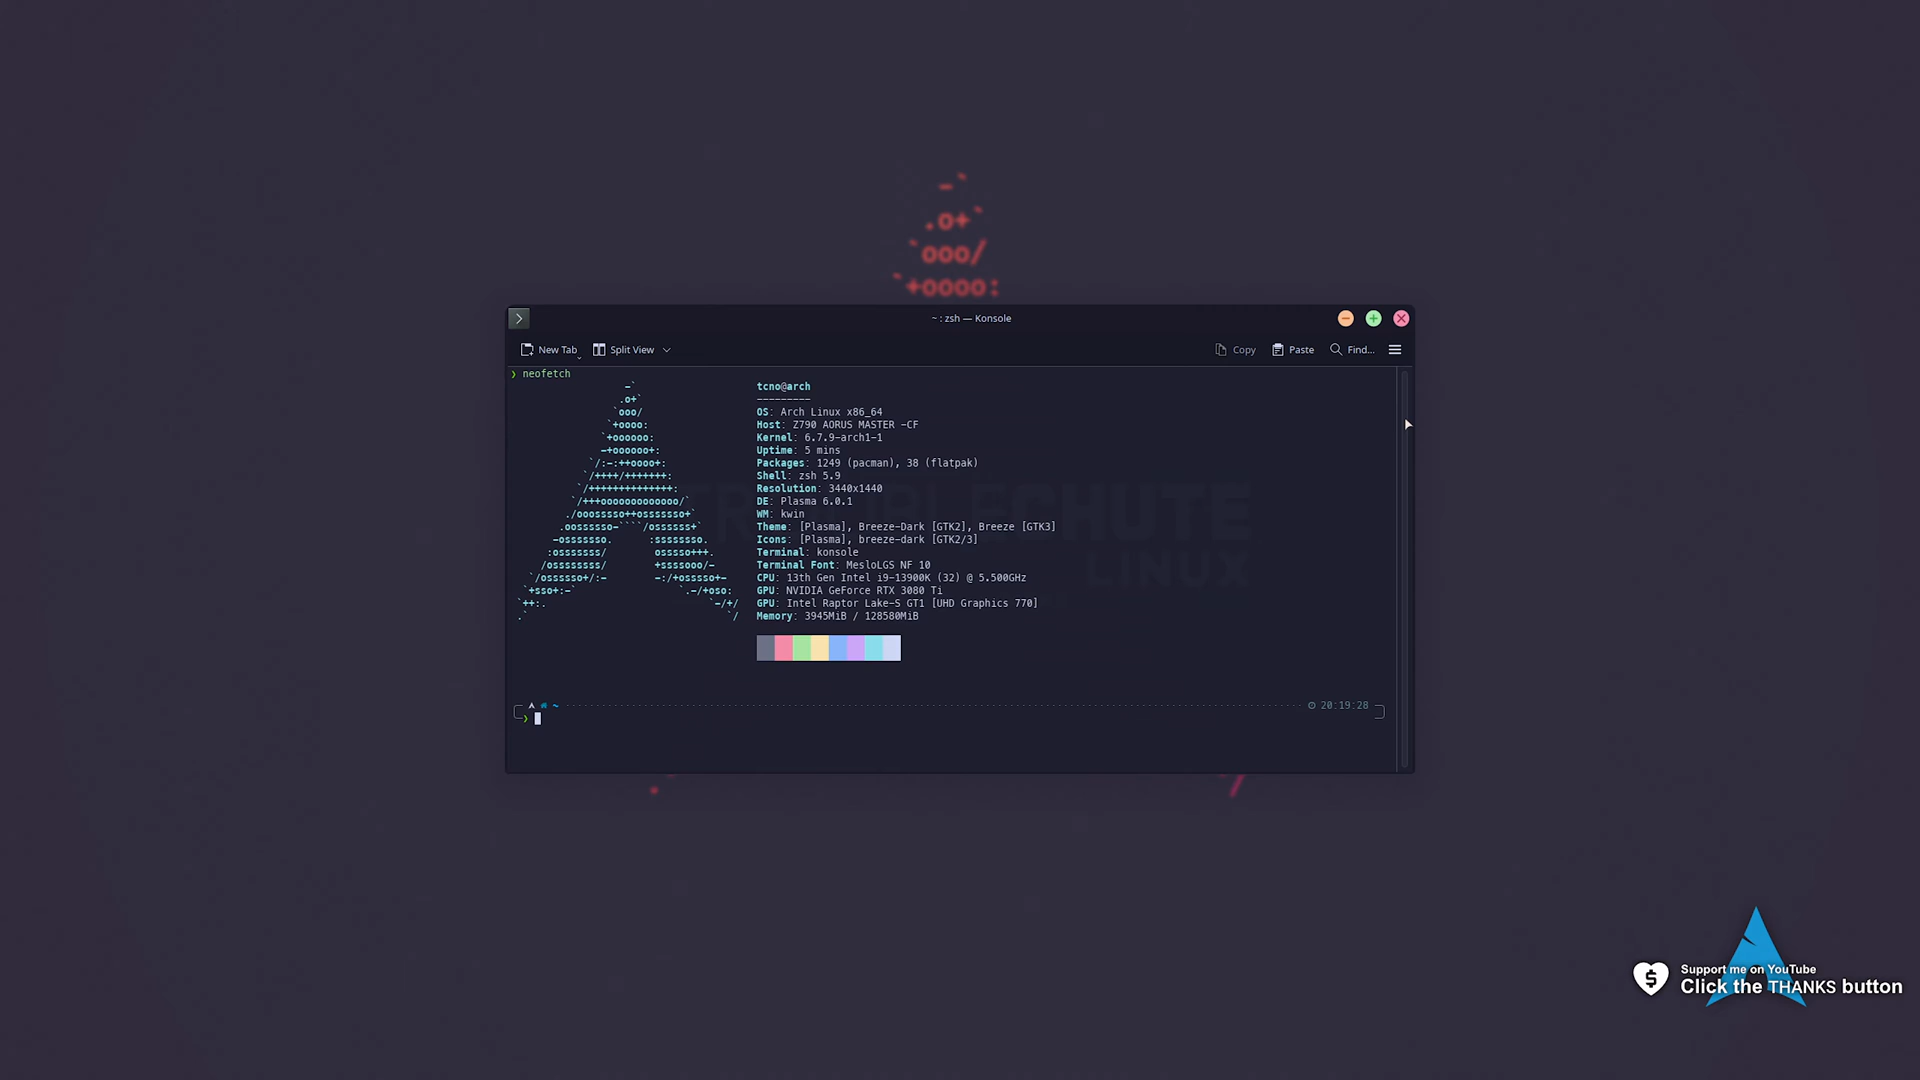 ~ : zsh — Konsole
New Tab
Split View
Copy
Paste
Find...
❯ neofetch
tcno@arch
---------
OS: Arch Linux x86_64
Host: Z790 AORUS MASTER -CF
Kernel: 6.7.9-arch1-1
Uptime: 5 mins
Packages: 1249 (pacman), 38 (flatpak)
Shell: zsh 5.9
Resolution: 3440x1440
DE: Plasma 6.0.1
WM: kwin
Theme: [Plasma], Breeze-Dark [GTK2], Breeze [GTK3]
Icons: [Plasma], breeze-dark [GTK2/3]
Terminal: konsole
Terminal Font: MesloLGS NF 10
CPU: 13th Gen Intel i9-13900K (32) @ 5.500GHz
GPU: NVIDIA GeForce RTX 3080 Ti
GPU: Intel Raptor Lake-S GT1 [UHD Graphics 770]
Memory: 3945MiB / 128580MiB
CHUTE
LINUX
~ 20:19:28
❯
Support me on YouTube
Click the THANKS button